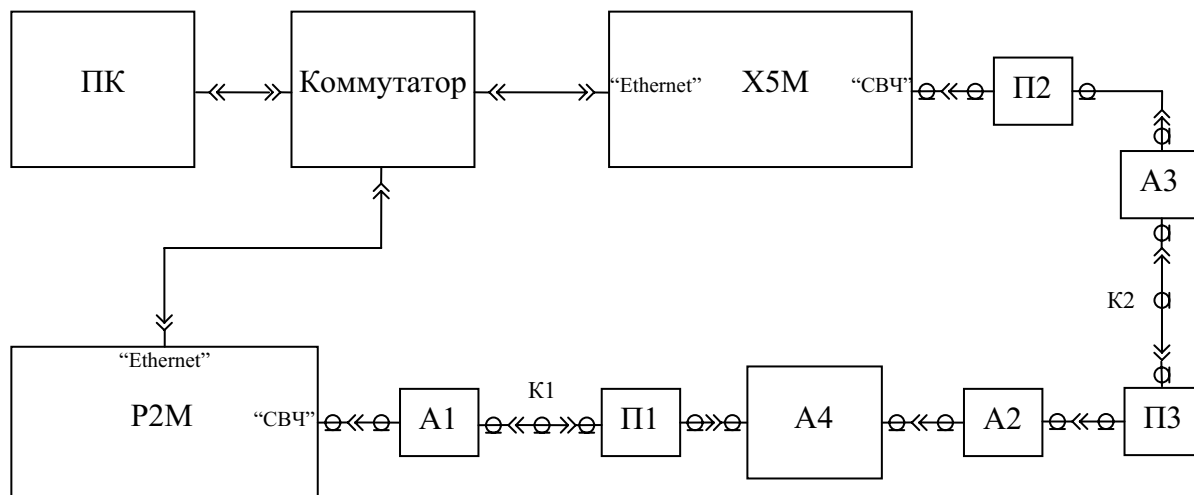 ПК
Коммутатор
“Ethernet”
Х5М
“СВЧ”
П2
А3
К2
“Ethernet”
Р2М
“СВЧ”
А1
К1
П1
А4
А2
П3